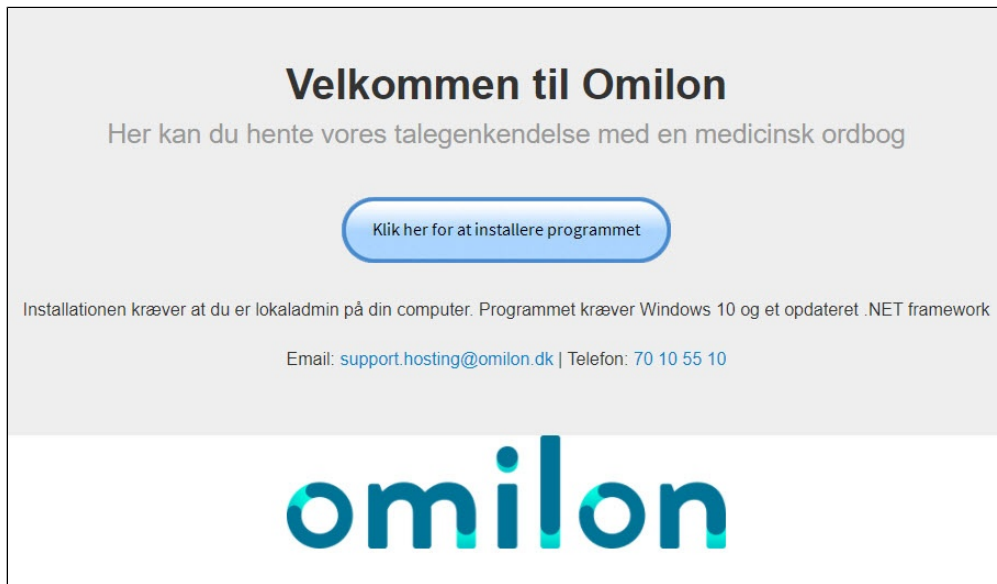 Velkommen til Omilon
Her kan du hente vores talegenkendelse med en medicinsk ordbog
Klik her for at installere programmet
Installationen kræver at du er lokaladmin på din computer. Programmet kræver Windows 10 og et opdateret .NET framework
Email: support.hosting@omilon.dk | Telefon: 70 10 55 10
omilon